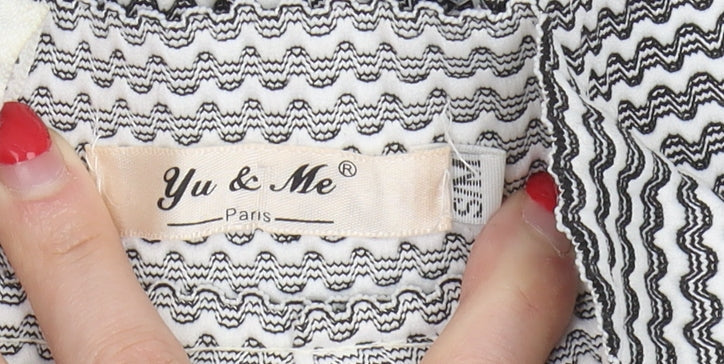 Yu & Me®
Paris
S/M